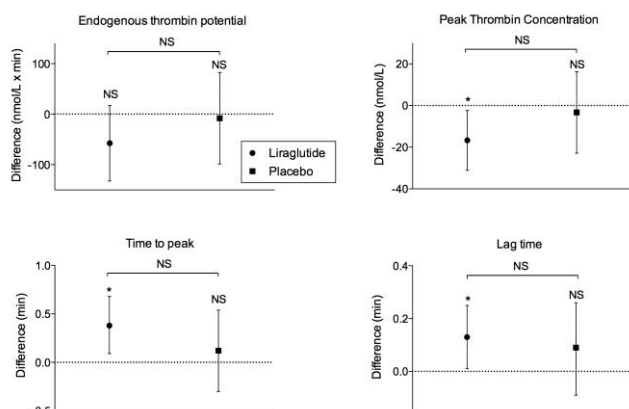 Endogenous thrombin potential
Difference (nmol/L x min)
100
0
-100
NS
NS
NS
Liraglutide
Placebo
Peak Thrombin Concentration
Difference (nmol/L)
20
0
-20
-40
NS
*
NS
Time to peak
Difference (min)
1.0
0.5
0.0
-0.5
NS
*
NS
Lag time
Difference (min)
0.4
0.2
0.0
NS
*
NS